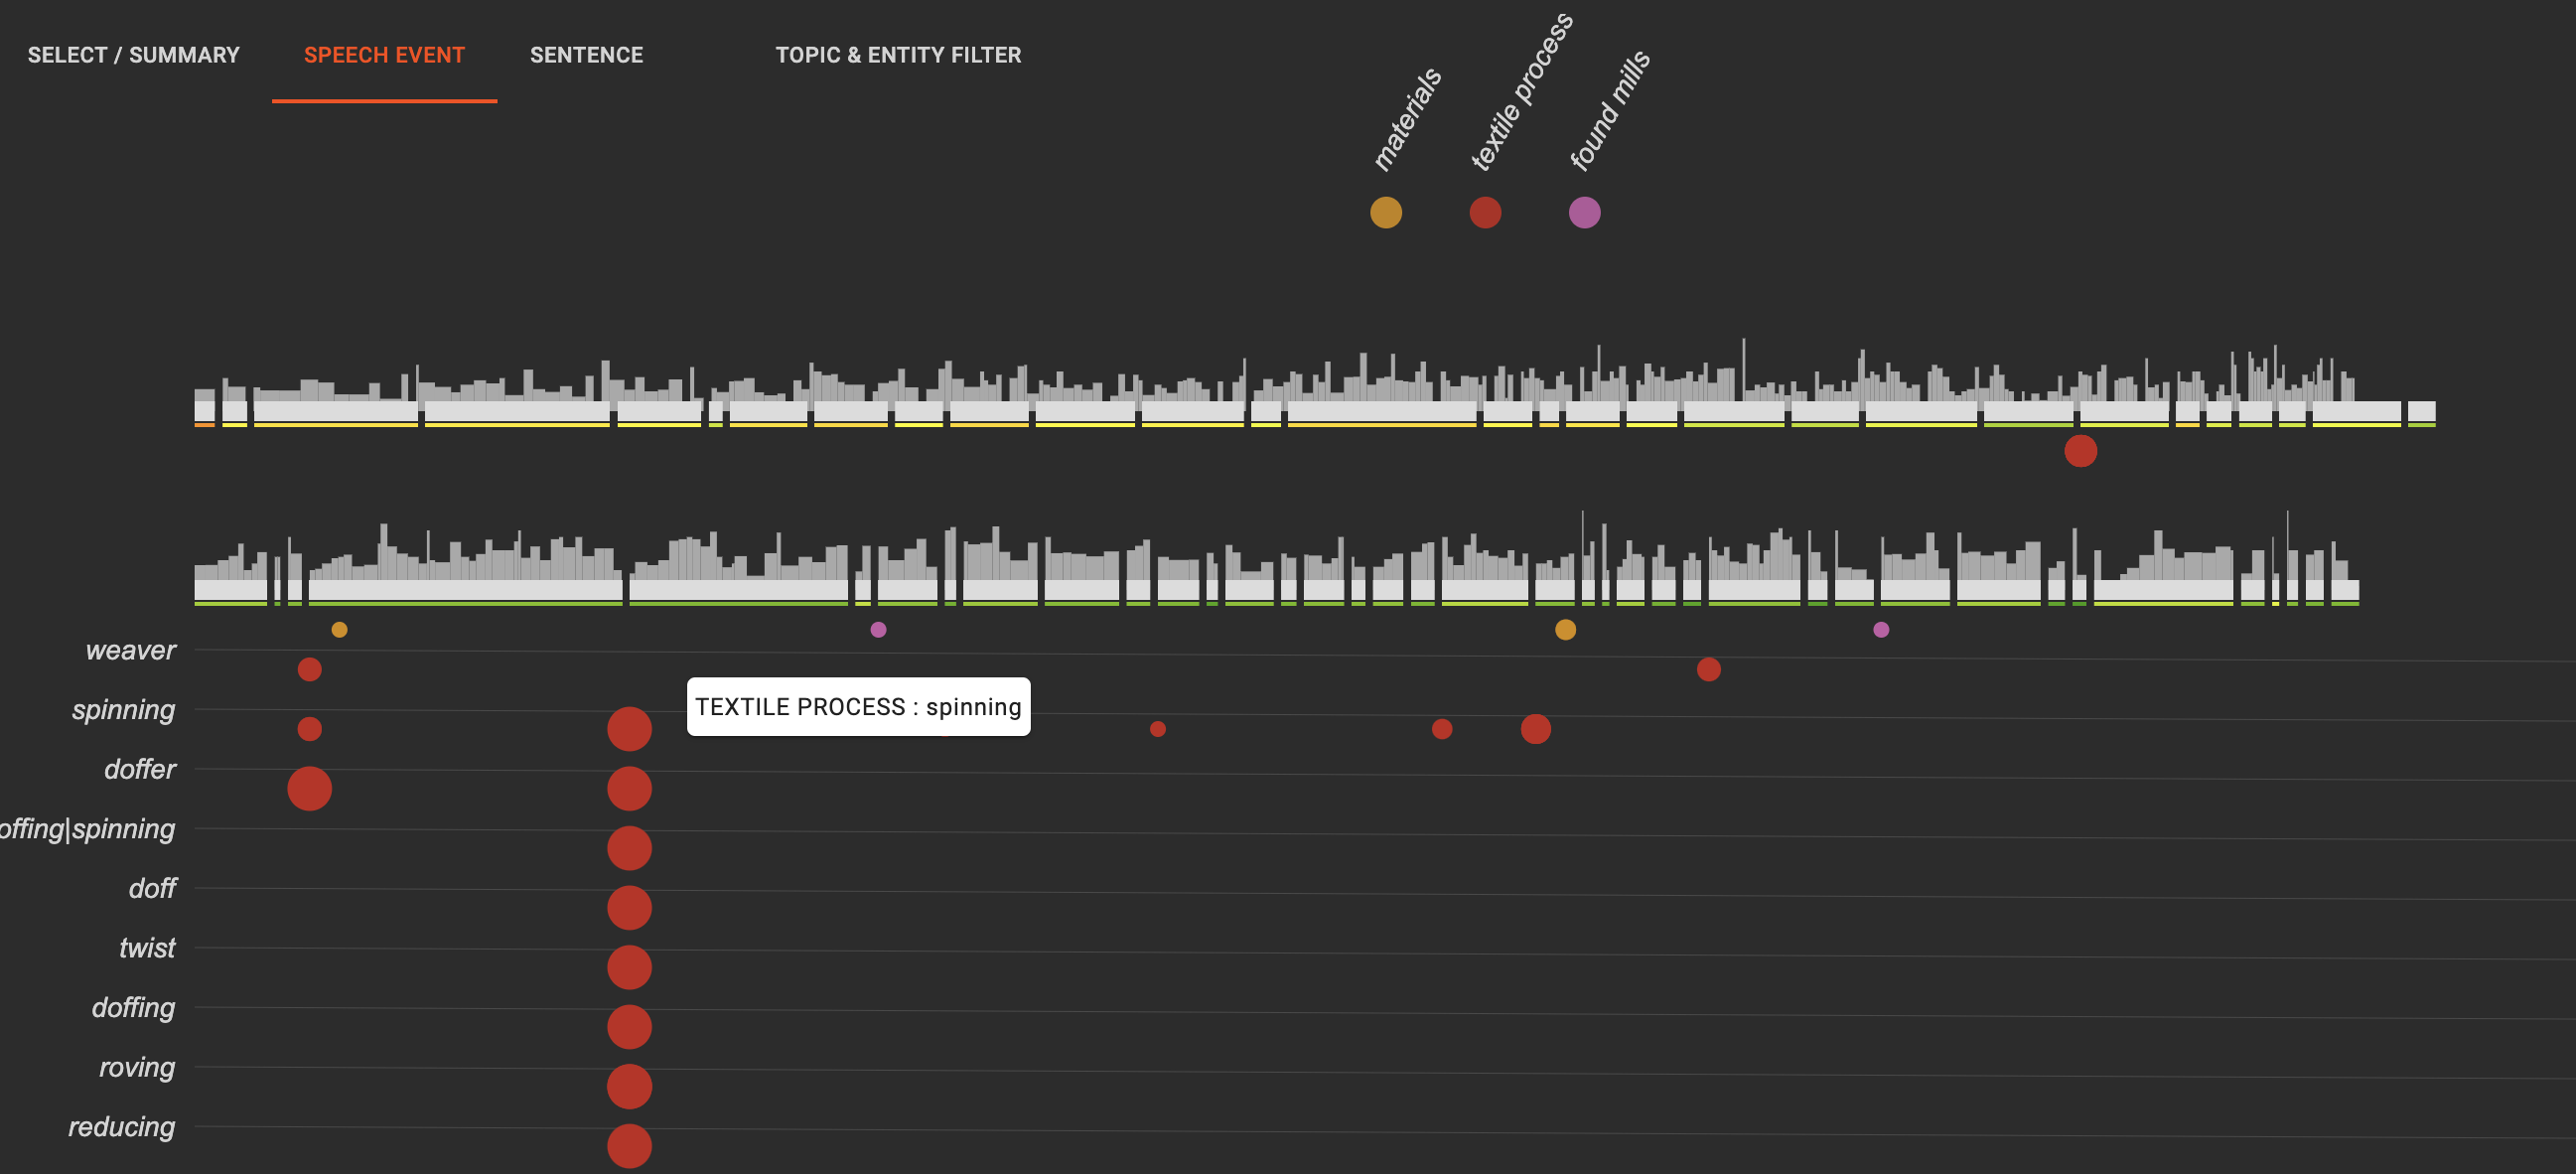 SELECT / SUMMARY
SPEECH EVENT
SENTENCE
TOPIC & ENTITY FILTER
materials
textile process
found mills
weaver
spinning
TEXTILE PROCESS : spinning
doffer
offing|spinning
doff
twist
doffing
roving
reducing